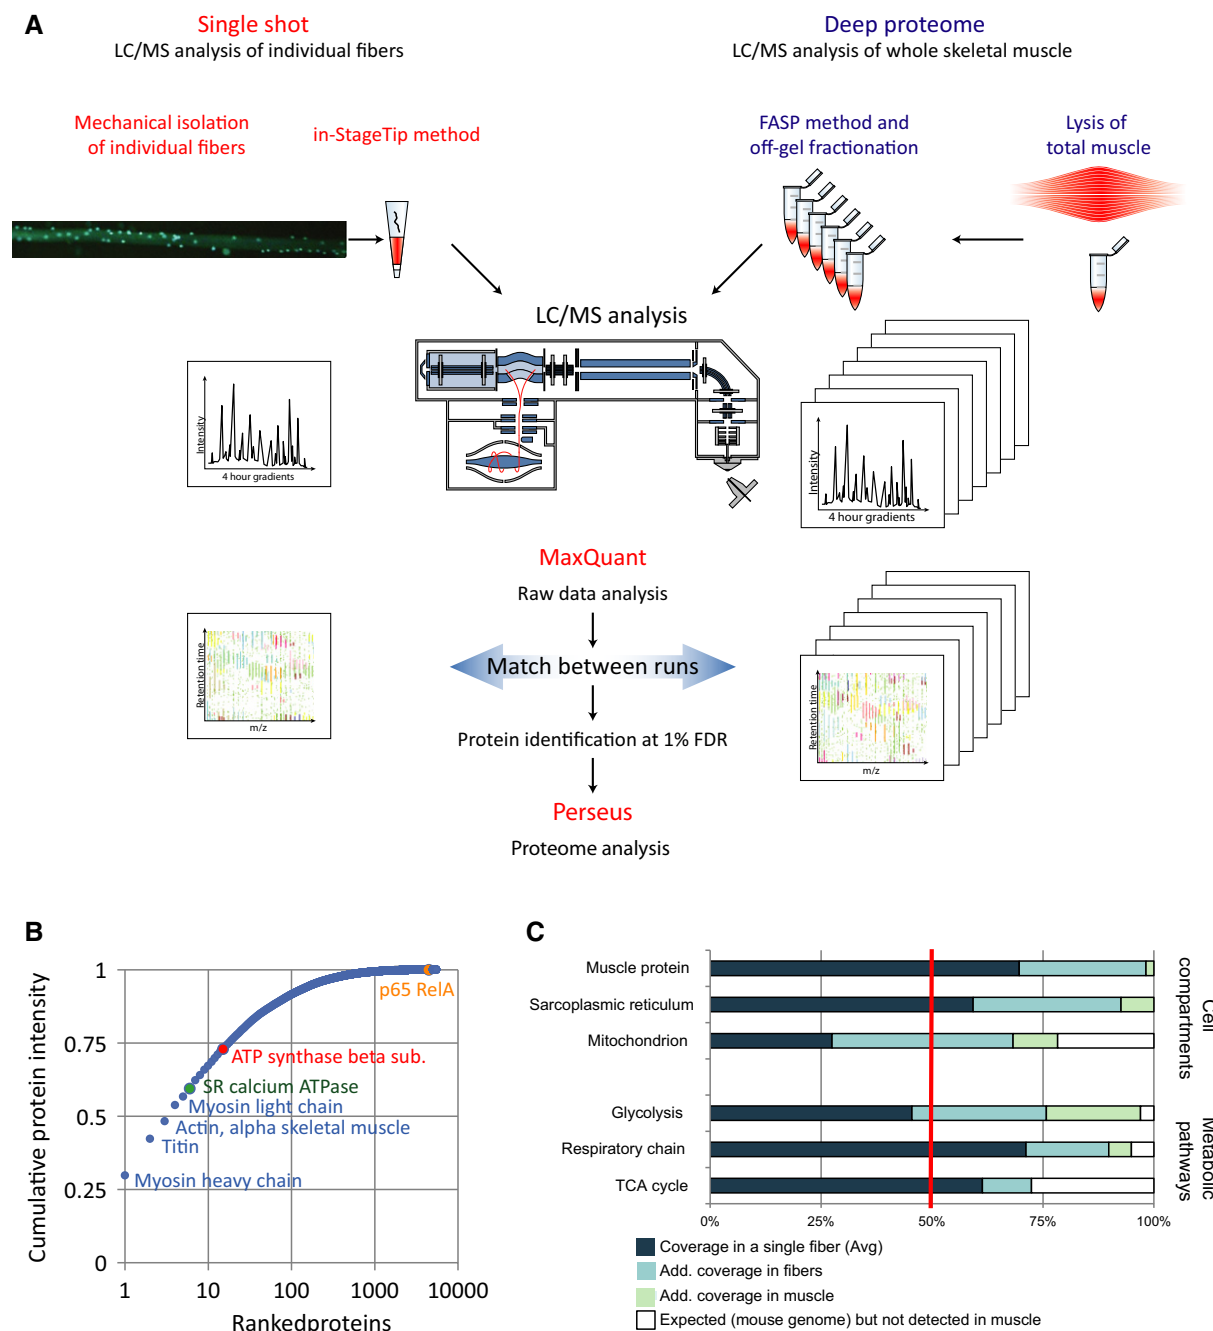 A
Single shot
LC/MS analysis of individual fibers
Deep proteome
LC/MS analysis of whole skeletal muscle
Mechanical isolation
of individual fibers
in-StageTip method
FASP method and
off-gel fractionation
Lysis of
total muscle
LC/MS analysis
Intensity
4 hour gradients
Intensity
4 hour gradients
MaxQuant
Raw data analysis
Match between runs
Protein identification at 1% FDR
Perseus
Proteome analysis
Retention time
m/z
Retention time
m/z
B
Cumulative protein intensity
1
0.75
0.5
0.25
0
p65 RelA
ATP synthase beta sub.
SR calcium ATPase
Myosin light chain
Actin, alpha skeletal muscle
Titin
Myosin heavy chain
1
10
100
1000
10000
Rankedproteins
C
Muscle protein
Sarcoplasmic reticulum
Mitochondrion
Glycolysis
Respiratory chain
TCA cycle
Cell
compartments
Metabolic
pathways
0%
25%
50%
75%
100%
Coverage in a single fiber (Avg)
Add. coverage in fibers
Add. coverage in muscle
Expected (mouse genome) but not detected in muscle